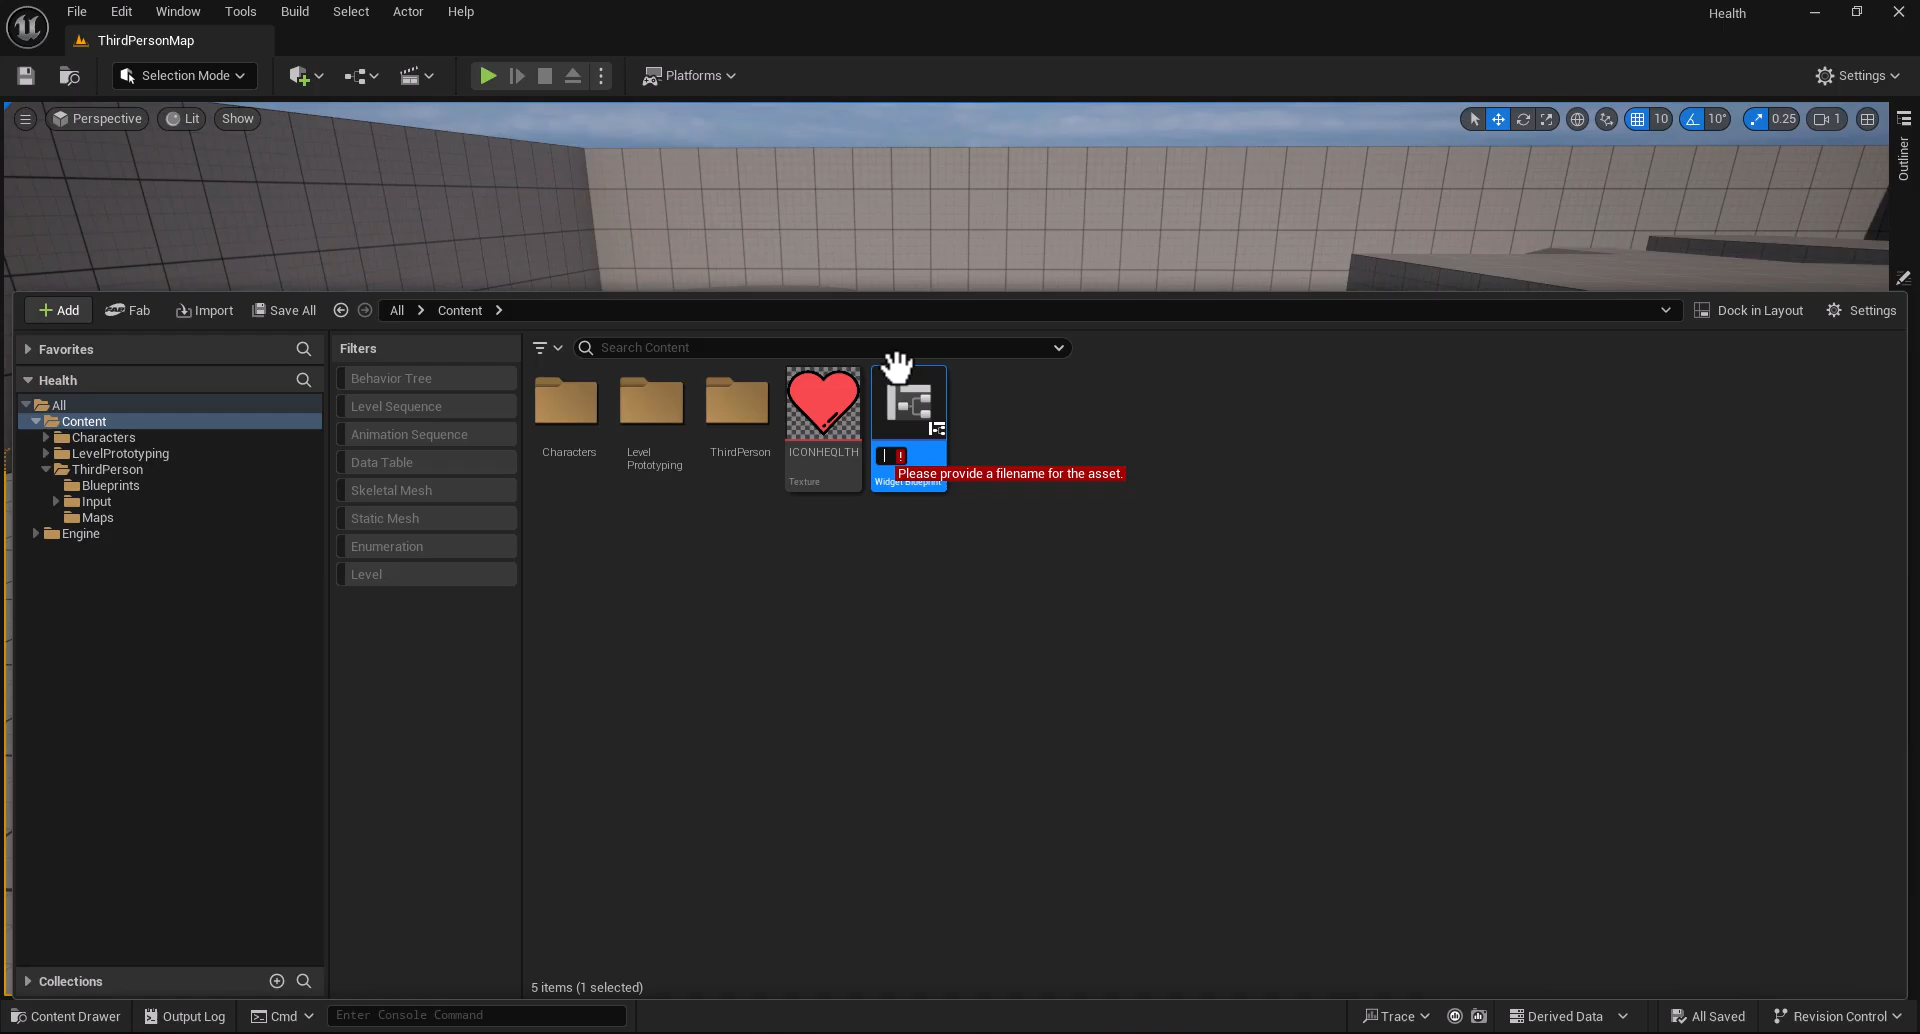 File Edit Window Tools Build Select Actor Help Health
ThirdPersonMap
Selection Mode Platforms Settings
Perspective Lit Show 10 10° 0.25 1
Outliner
Add Fab Import Save All All Content Dock in Layout Settings
Favorites
Health
All
Content
Characters
LevelPrototyping
ThirdPerson
Blueprints
Input
Maps
Engine
Collections
Filters
Behavior Tree
Level Sequence
Animation Sequence
Data Table
Skeletal Mesh
Static Mesh
Enumeration
Level
Search Content
Characters
Level
Prototyping
ThirdPerson
ICONHEQLTH
Texture
!
Please provide a filename for the asset.
Widget Blueprint
5 items (1 selected)
Content Drawer Output Log Cmd Enter Console Command Trace Derived Data All Saved Revision Control